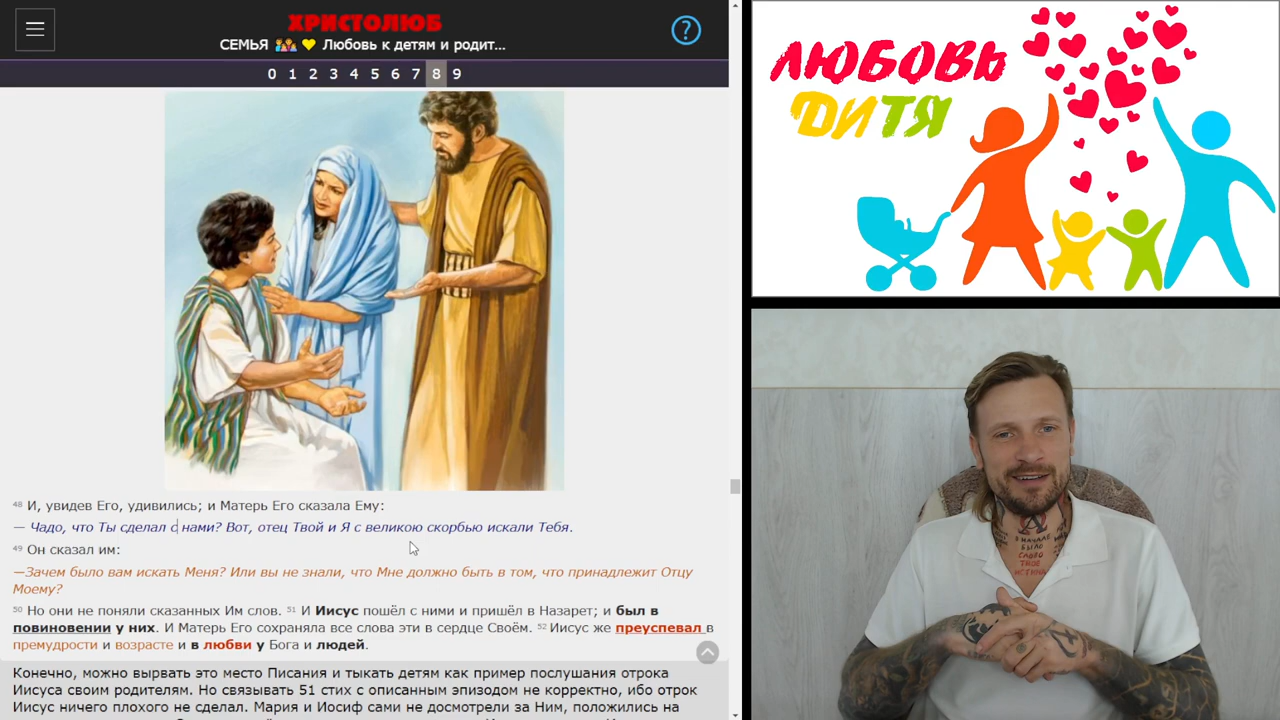 ХРИСТОЛЮБ
СЕМЬЯ 👫 💛 Любовь к детям и родит...
0 1 2 3 4 5 6 7 8 9
48 И, увидев Его, удивились; и Матерь Его сказала Ему:
— Чадо, что Ты сделал с нами? Вот, отец Твой и Я с великою скорбью искали Тебя.
49 Он сказал им:
—Зачем было вам искать Меня? Или вы не знали, что Мне должно быть в том, что принадлежит Отцу
Моему?
50 Но они не поняли сказанных Им слов. 51 И Иисус пошёл с ними и пришёл в Назарет; и был в
повиновении у них. И Матерь Его сохраняла все слова эти в сердце Своём. 52 Иисус же преуспевал в
премудрости и возрасте и в любви у Бога и людей.
Конечно, можно вырвать это место Писания и тыкать детям как пример послушания отрока
Иисуса своим родителям. Но связывать 51 стих с описанным эпизодом не корректно, ибо отрок
Иисус ничего плохого не сделал. Мария и Иосиф сами не досмотрели за Ним, положились на
ЛЮБОВЬ
ДИТЯ
В НАЧАЛЕ
БЫЛО
СЛОВО
ТВОЕ
ИСТИНА